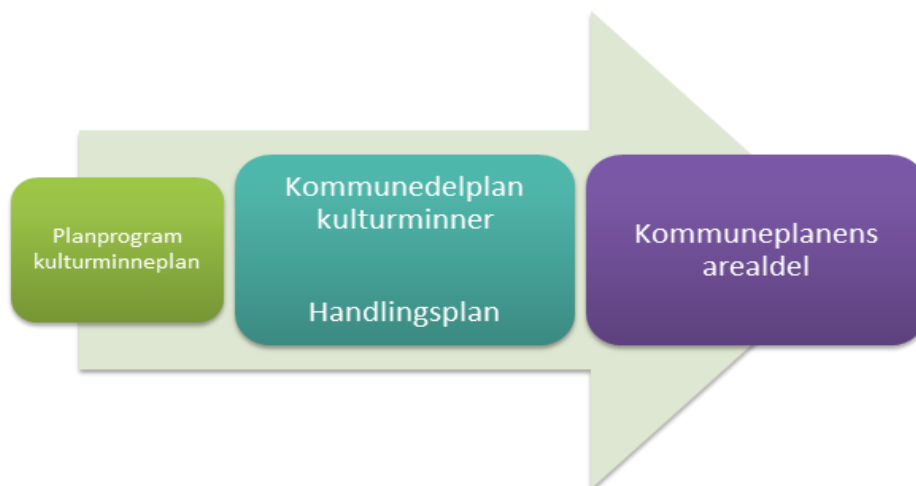 Planprogram
kulturminneplan
Kommunedelplan
kulturminner
Handlingsplan
Kommuneplanens
arealdel